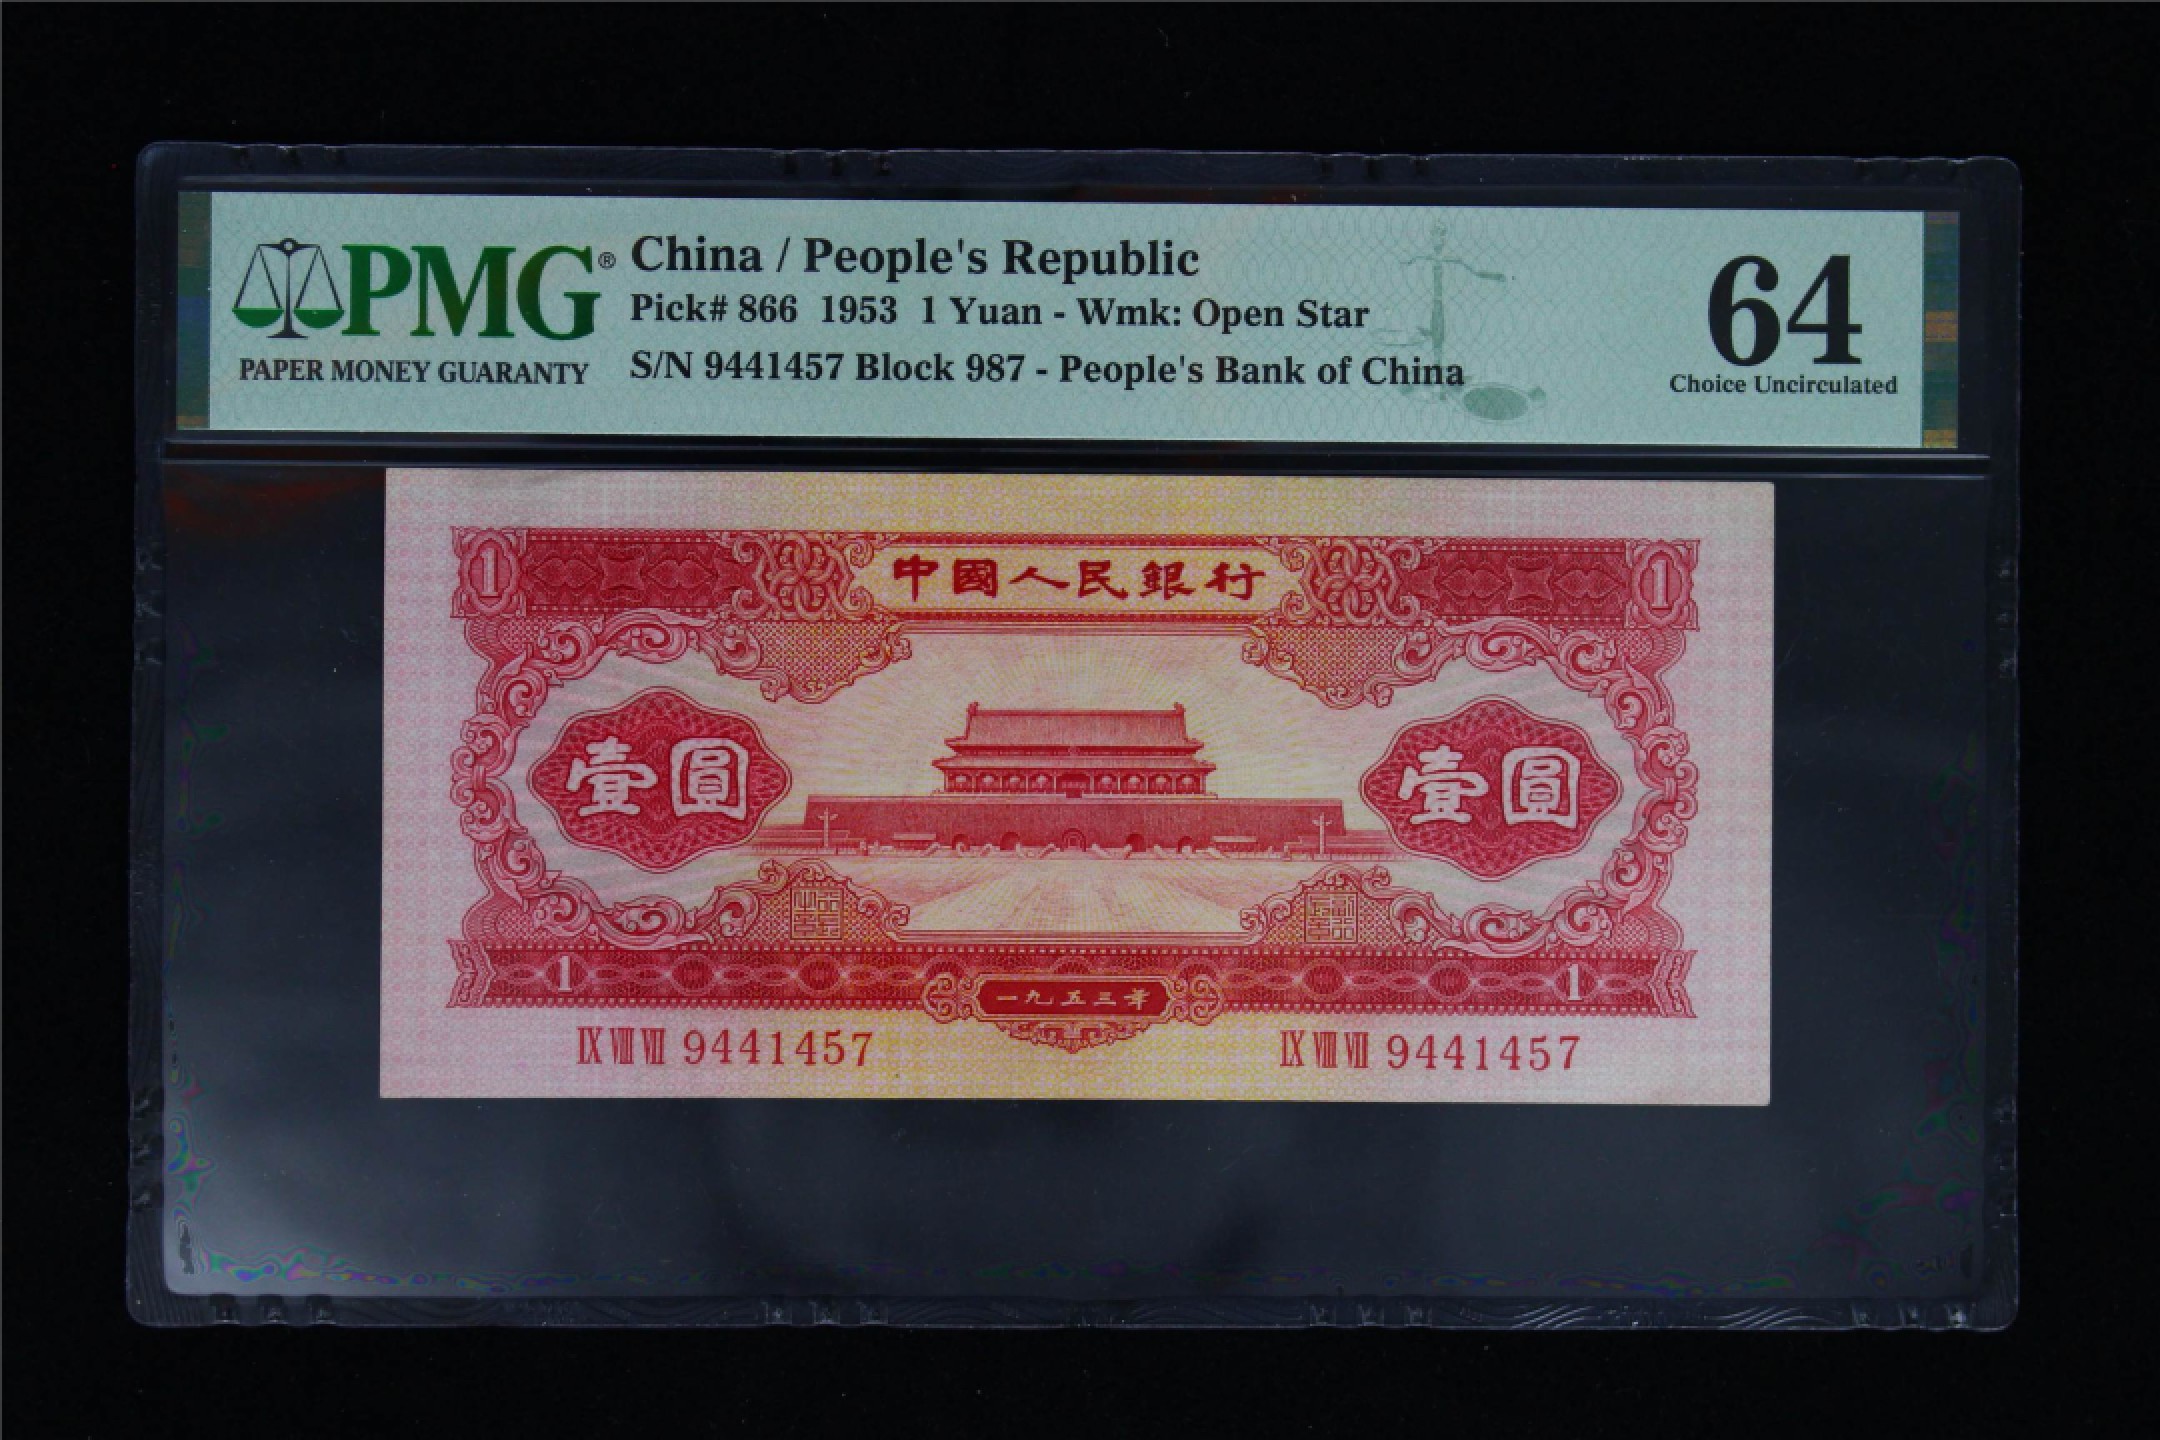 PMG®
PAPER MONEY GUARANTY
China / People's Republic
Pick# 866 1953 1 Yuan - Wmk: Open Star
S/N 9441457 Block 987 - People's Bank of China
64
Choice Uncirculated
1 中國人民銀行 1
壹圓 壹圓
1 一九五三年 1
IX VIII VII 9441457 IX VIII VII 9441457